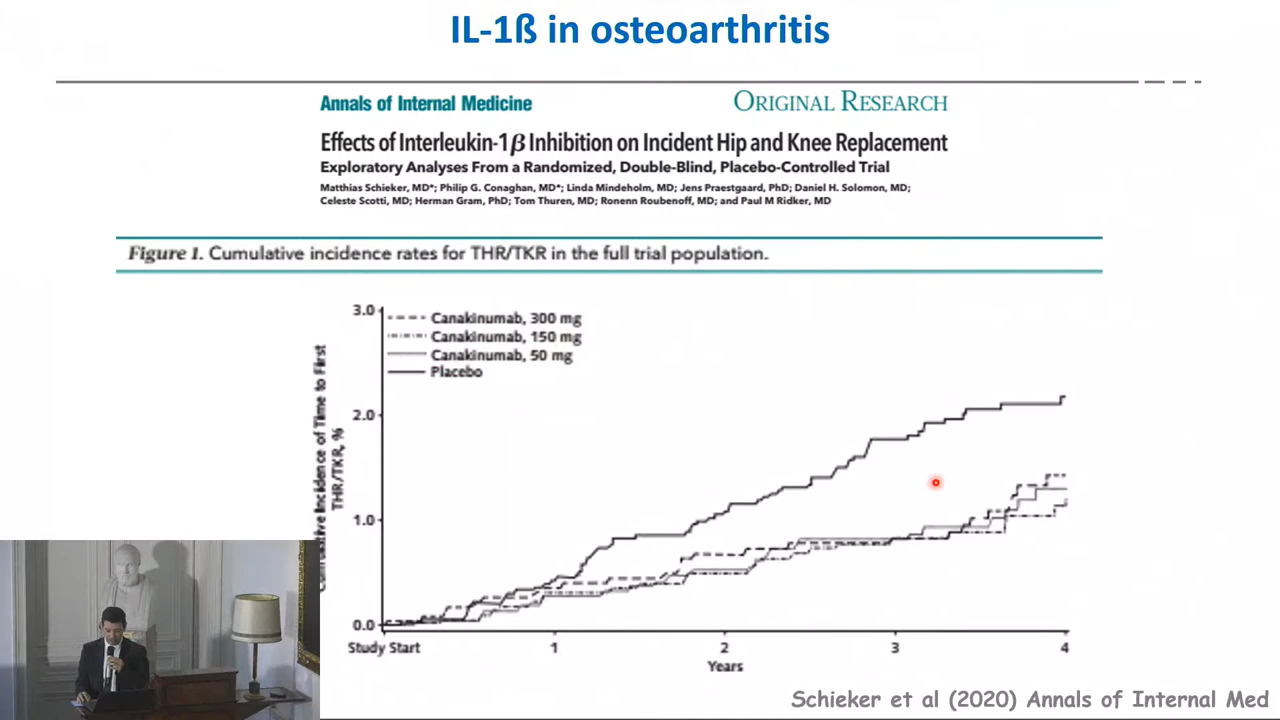 IL-1ß in osteoarthritis
Annals of Internal Medicine
ORIGINAL RESEARCH
Effects of Interleukin-1β Inhibition on Incident Hip and Knee Replacement
Exploratory Analyses From a Randomized, Double-Blind, Placebo-Controlled Trial
Matthias Schieker, MD*; Philip G. Conaghan, MD*; Linda Mindeholm, MD; Jens Praestgaard, PhD; Daniel H. Solomon, MD;
Celeste Scotti, MD; Herman Gram, PhD; Tom Thuren, MD; Ronenn Roubenoff, MD; and Paul M Ridker, MD
Figure 1. Cumulative incidence rates for THR/TKR in the full trial population.
3.0
Canakinumab, 300 mg
Canakinumab, 150 mg
Canakinumab, 50 mg
Placebo
Incidence of Time to First
THR/TKR, %
2.0
1.0
0.0
Study Start
1
2
3
4
Years
Schieker et al (2020) Annals of Internal Med